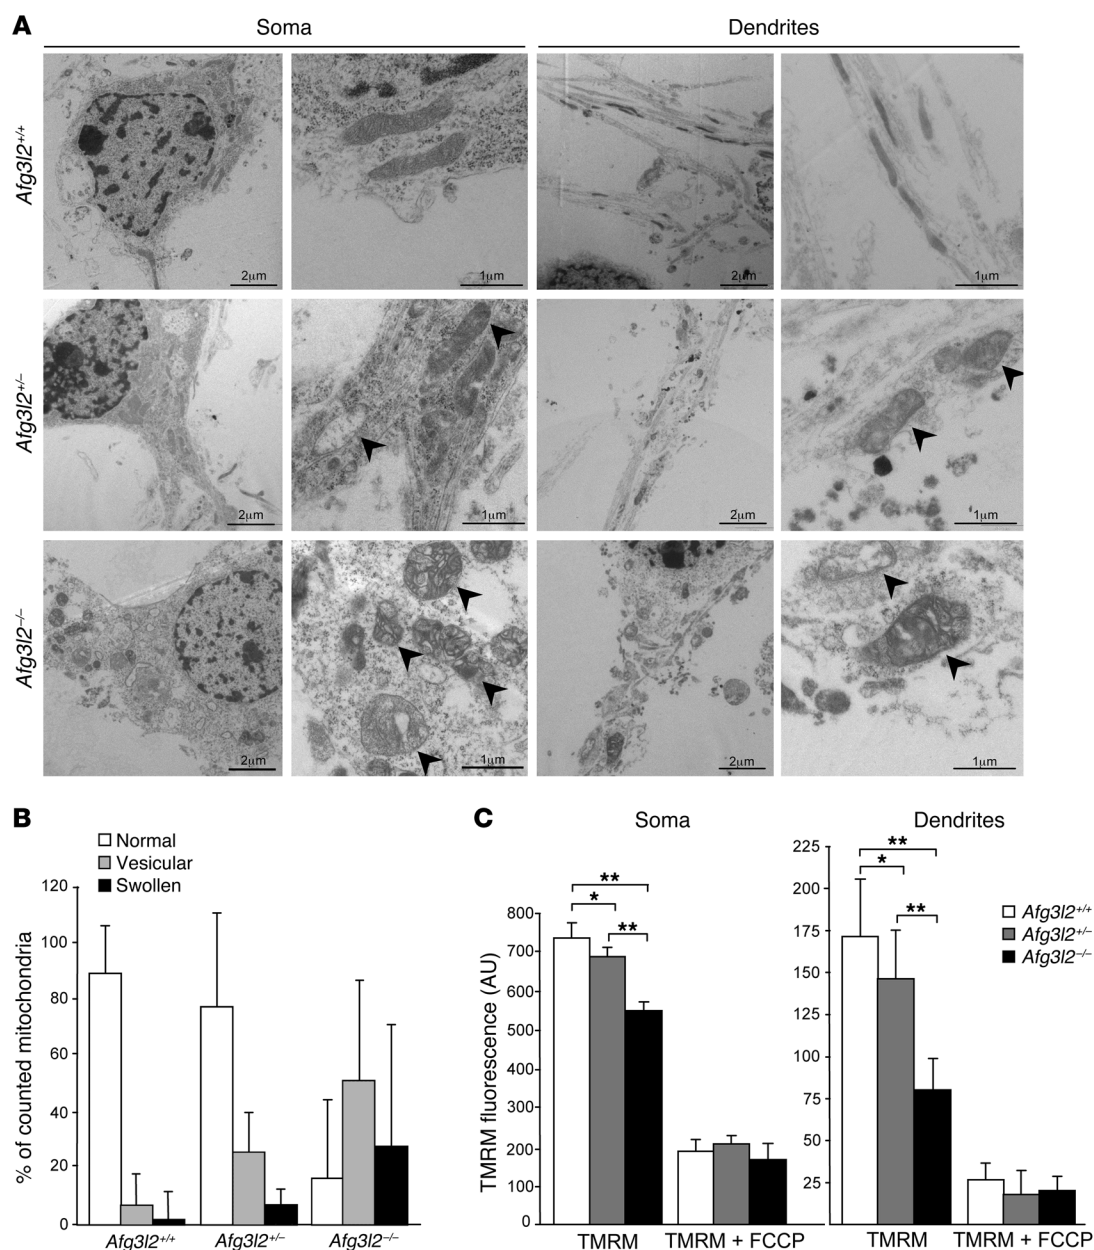 A
Soma
Dendrites
Afg3l2+/+
2μm
1μm
2μm
1μm
Afg3l2+/–
2μm
1μm
2μm
1μm
Afg3l2–/–
2μm
1μm
2μm
1μm
B
Normal
Vesicular
Swollen
% of counted mitochondria
120
100
80
60
40
20
0
Afg3l2+/+
Afg3l2+/–
Afg3l2–/–
C
Soma
TMRM fluorescence (AU)
800
700
600
500
400
300
200
100
0
**
*
**
TMRM
TMRM + FCCP
Dendrites
225
200
175
150
125
100
75
50
25
**
*
**
Afg3l2+/+
Afg3l2+/–
Afg3l2–/–
TMRM
TMRM + FCCP